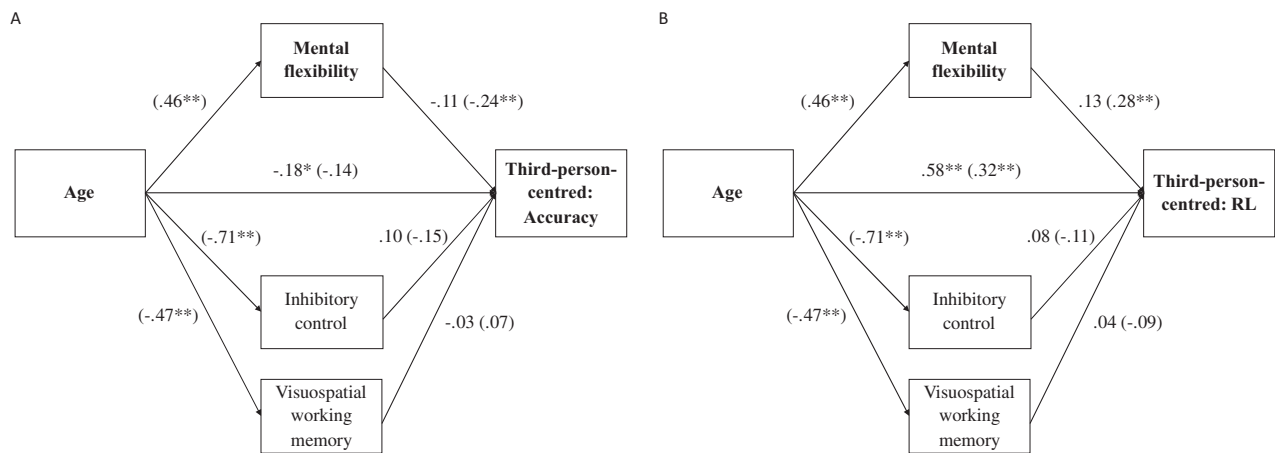 A
Mental
flexibility
(.46**)
-.11 (-.24**)
Age
-.18* (-.14)
Third-person-
centred:
Accuracy
(-.71**)
.10 (-.15)
Inhibitory
control
(-.47**)
-.03 (.07)
Visuospatial
working
memory
B
Mental
flexibility
(.46**)
.13 (.28**)
Age
.58** (.32**)
Third-person-
centred: RL
(-.71**)
.08 (-.11)
Inhibitory
control
(-.47**)
.04 (-.09)
Visuospatial
working
memory